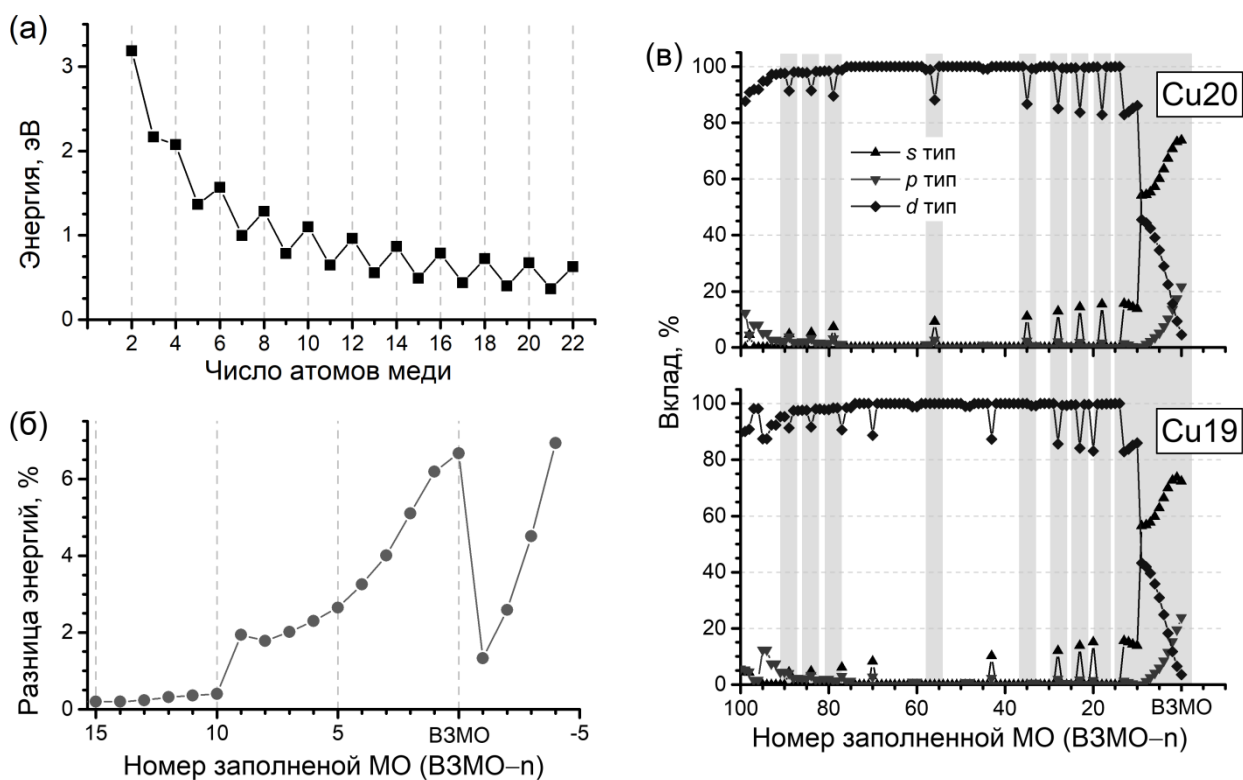 (а)
Энергия, эВ
3
2
1
0
2 4 6 8 10 12 14 16 18 20 22
Число атомов меди
(б)
Разница энергий, %
6
4
2
0
15 10 5 ВЗМО -5
Номер заполненой МО (ВЗМО–n)
(в)
Вклад, %
100
80
60
40
20
0
Cu20
s тип
p тип
d тип
100
80
60
40
20
0
Cu19
100 80 60 40 20 ВЗМО
Номер заполненной МО (ВЗМО–n)